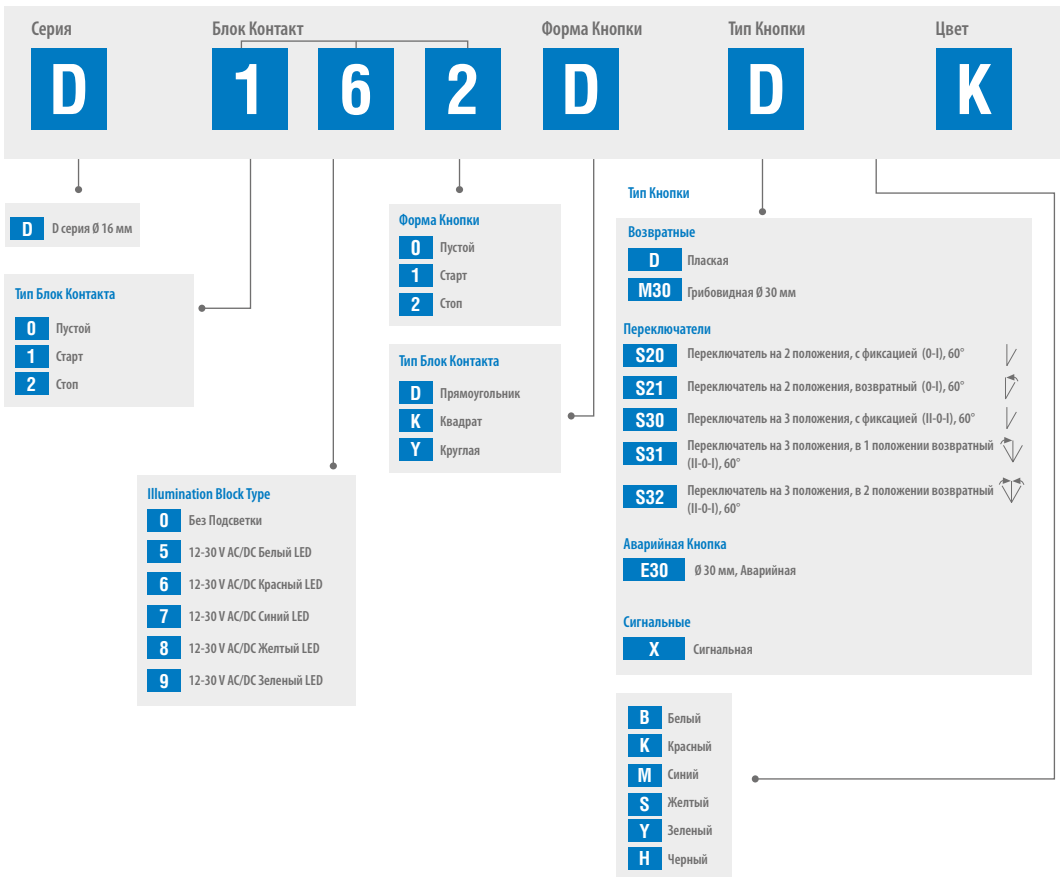 Серия
Блок Контакт
Форма Кнопки
Тип Кнопки
Цвет
D
1
6
2
D
D
K
D D серия Ø 16 мм
Тип Блок Контакта
0 Пустой
1 Старт
2 Стоп
Illumination Block Type
0 Без Подсветки
5 12-30 V AC/DC Белый LED
6 12-30 V AC/DC Красный LED
7 12-30 V AC/DC Синий LED
8 12-30 V AC/DC Желтый LED
9 12-30 V AC/DC Зеленый LED
Форма Кнопки
0 Пустой
1 Старт
2 Стоп
Тип Блок Контакта
D Прямоугольник
K Квадрат
Y Круглая
Тип Кнопки
Возвратные
D Плаская
M30 Грибовидная Ø 30 мм
Переключатели
S20 Переключатель на 2 положения, с фиксацией (0-I), 60°
S21 Переключатель на 2 положения, возвратный (0-I), 60°
S30 Переключатель на 3 положения, с фиксацией (II-0-I), 60°
S31 Переключатель на 3 положения, в 1 положении возвратный
(II-0-I), 60°
S32 Переключатель на 3 положения, в 2 положении возвратный
(II-0-I), 60°
Аварийная Кнопка
E30 Ø 30 мм, Аварийная
Сигнальные
X Сигнальная
B Белый
K Красный
M Синий
S Желтый
Y Зеленый
H Черный